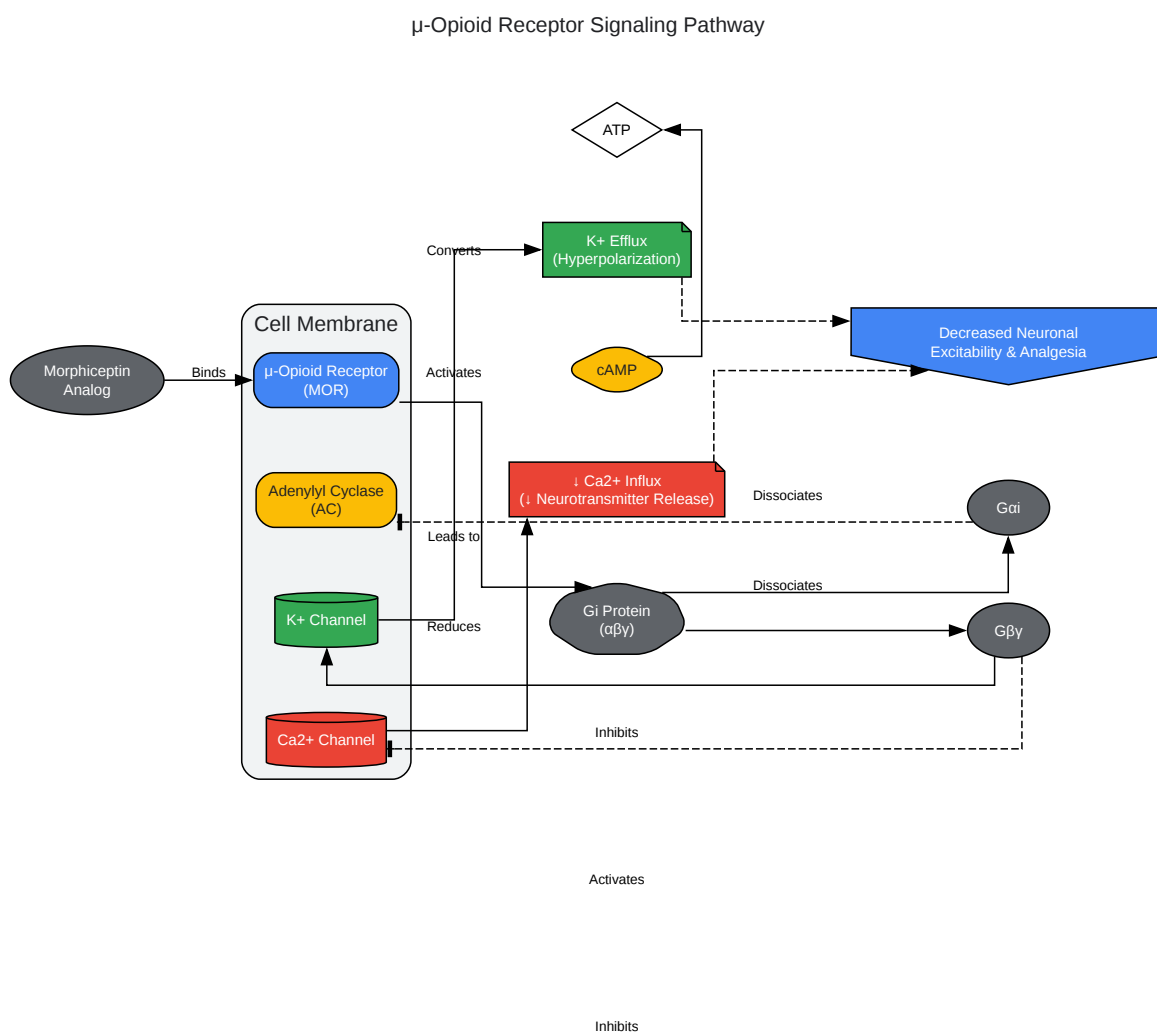 μ-Opioid Receptor Signaling Pathway
ATP
Converts
K+ Efflux
(Hyperpolarization)
Cell Membrane
Decreased Neuronal
Excitability & Analgesia
Morphiceptin
Analog
Binds
μ-Opioid Receptor
(MOR)
Activates
cAMP
Adenylyl Cyclase
(AC)
↓ Ca2+ Influx
(↓ Neurotransmitter Release)
Dissociates
Gαi
Leads to
Dissociates
K+ Channel
Reduces
Gi Protein
(αβγ)
Gβγ
Ca2+ Channel
Inhibits
Activates
Inhibits